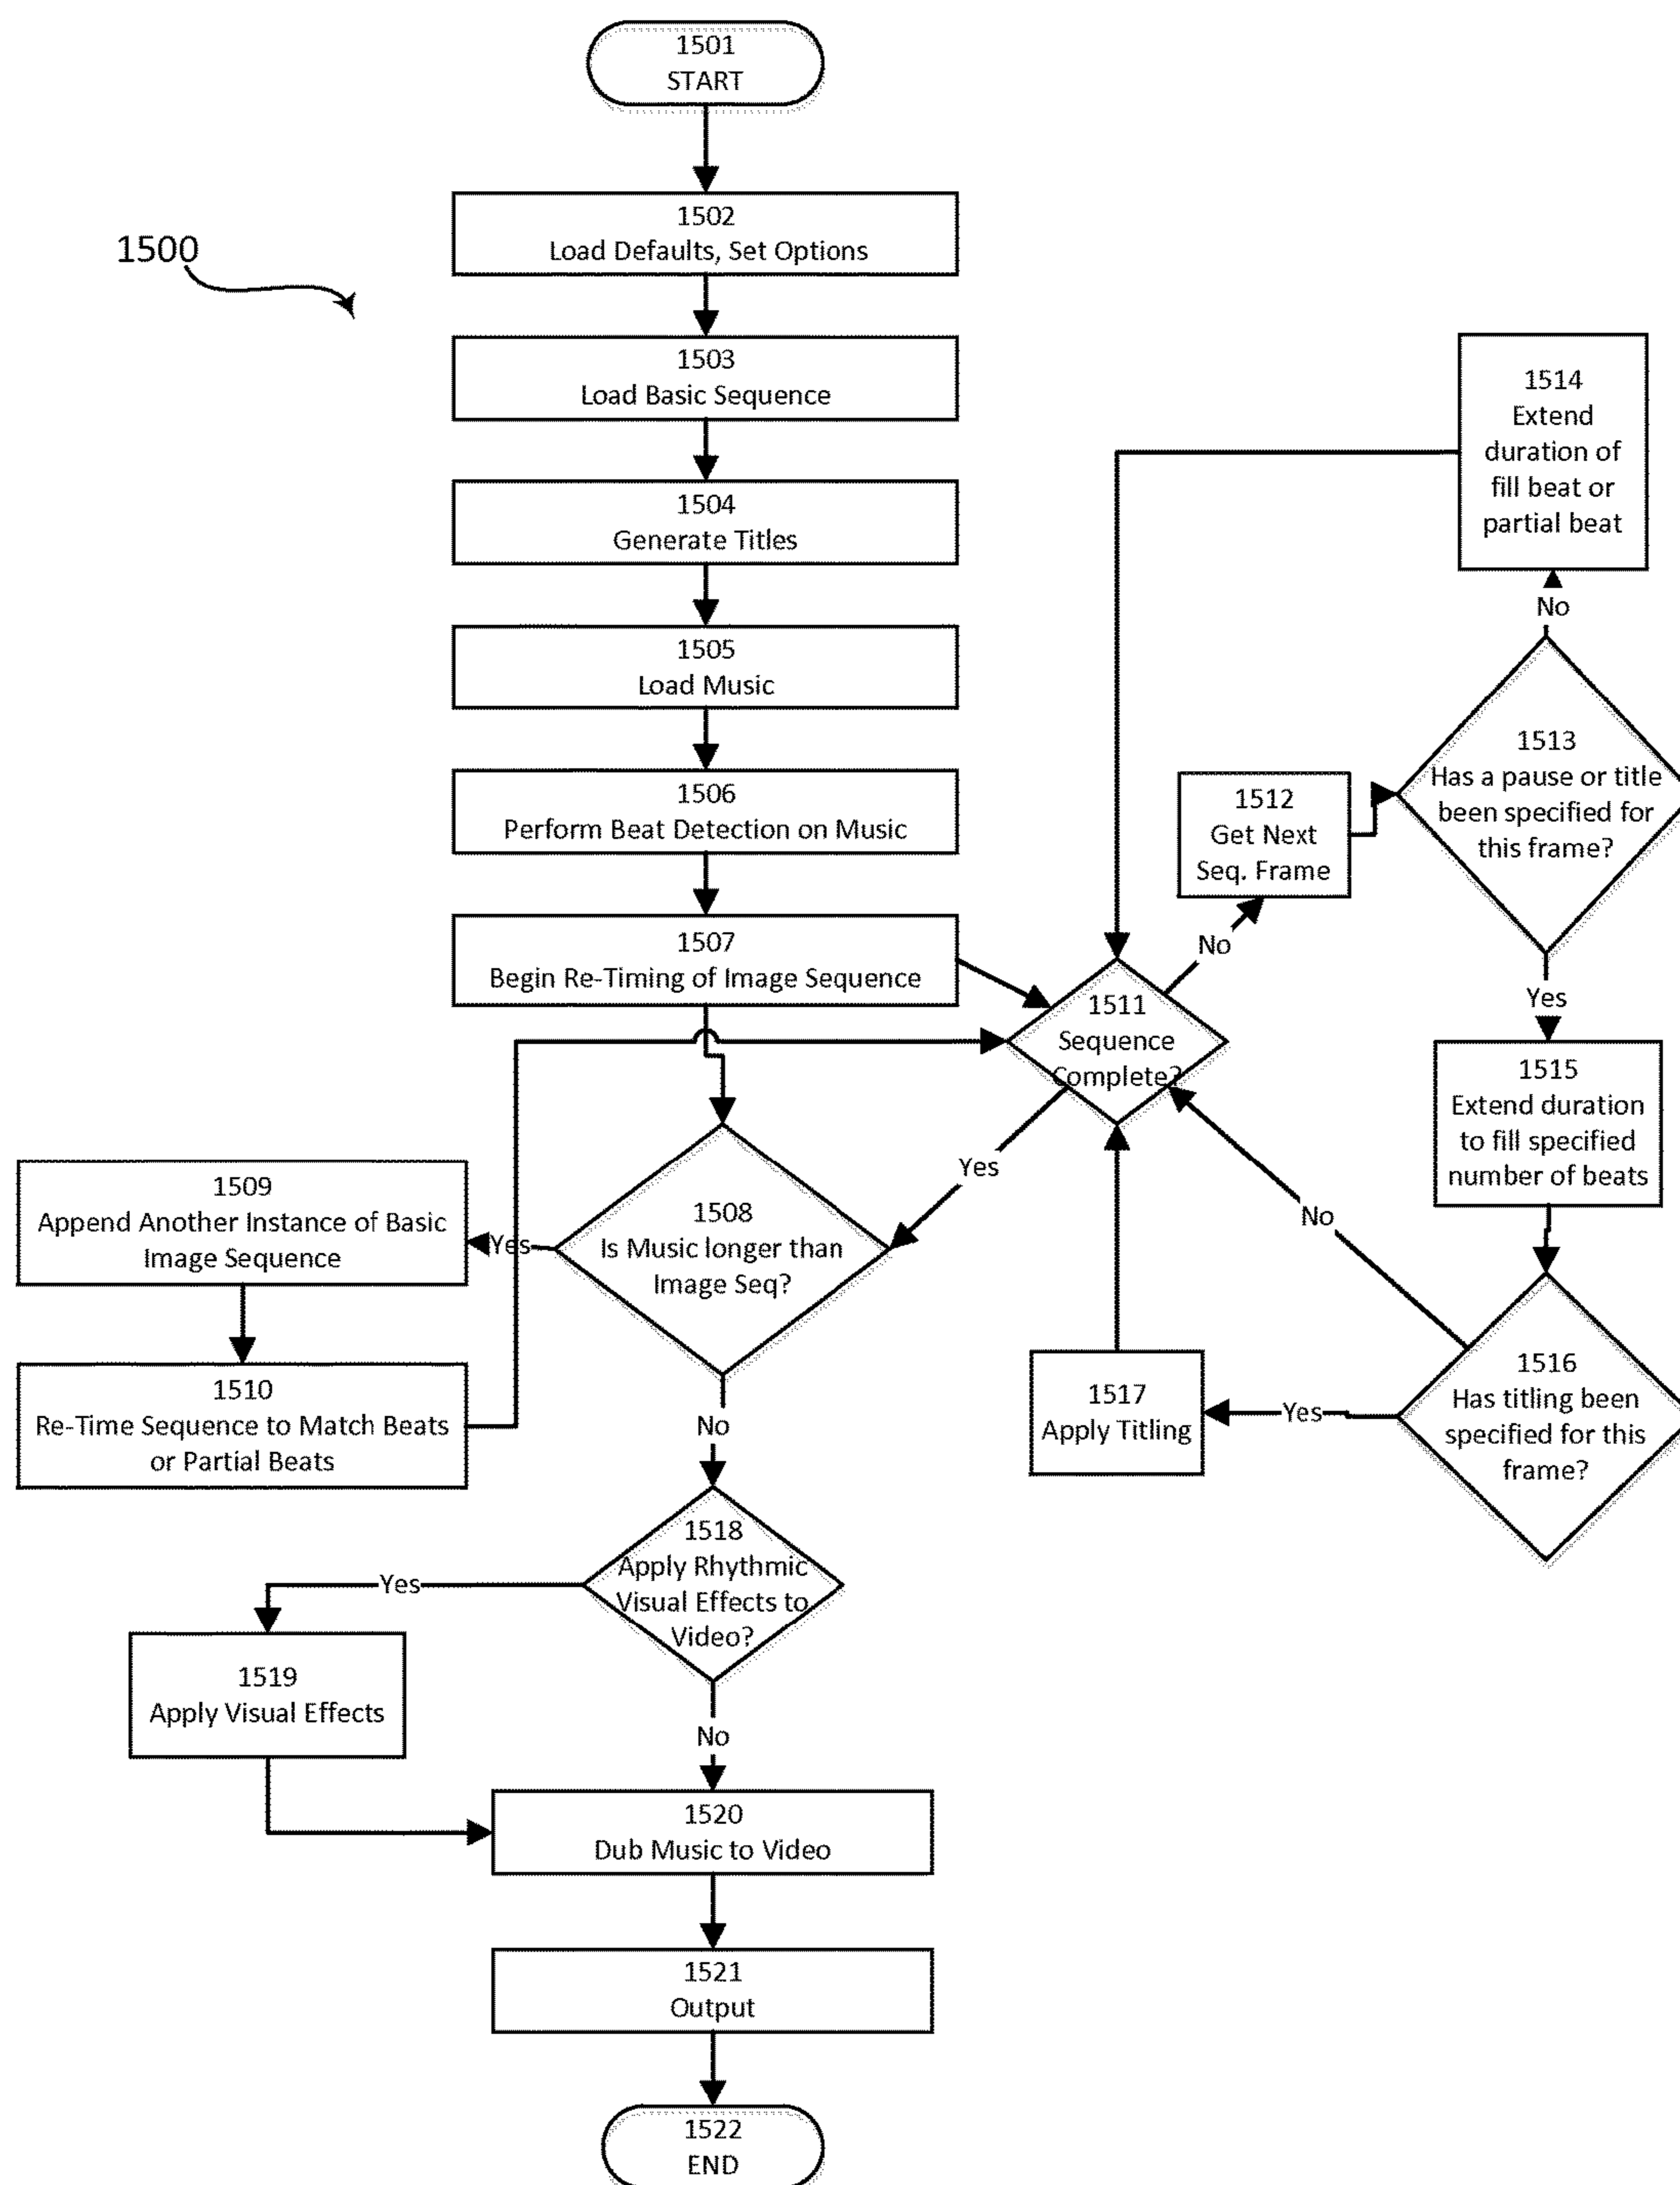 1501
START
1500
1502
Load Defaults, Set Options
1503
Load Basic Sequence
1504
Generate Titles
1505
Load Music
1506
Perform Beat Detection on Music
1507
Begin Re-Timing of Image Sequence
1514
Extend
duration of
fill beat or
partial beat
No
1513
Has a pause or title
been specified for
this frame?
1512
Get Next
Seq. Frame
No
1511
Sequence
Complete?
Yes
1515
Extend duration
to fill specified
number of beats
Yes
No
1508
Is Music longer than
Image Seq?
Yes
1509
Append Another Instance of Basic
Image Sequence
1510
Re-Time Sequence to Match Beats
or Partial Beats
1516
Has titling been
specified for this
frame?
Yes
1517
Apply Titling
No
1518
Apply Rhythmic
Visual Effects to
Video?
Yes
1519
Apply Visual Effects
No
1520
Dub Music to Video
1521
Output
1522
END